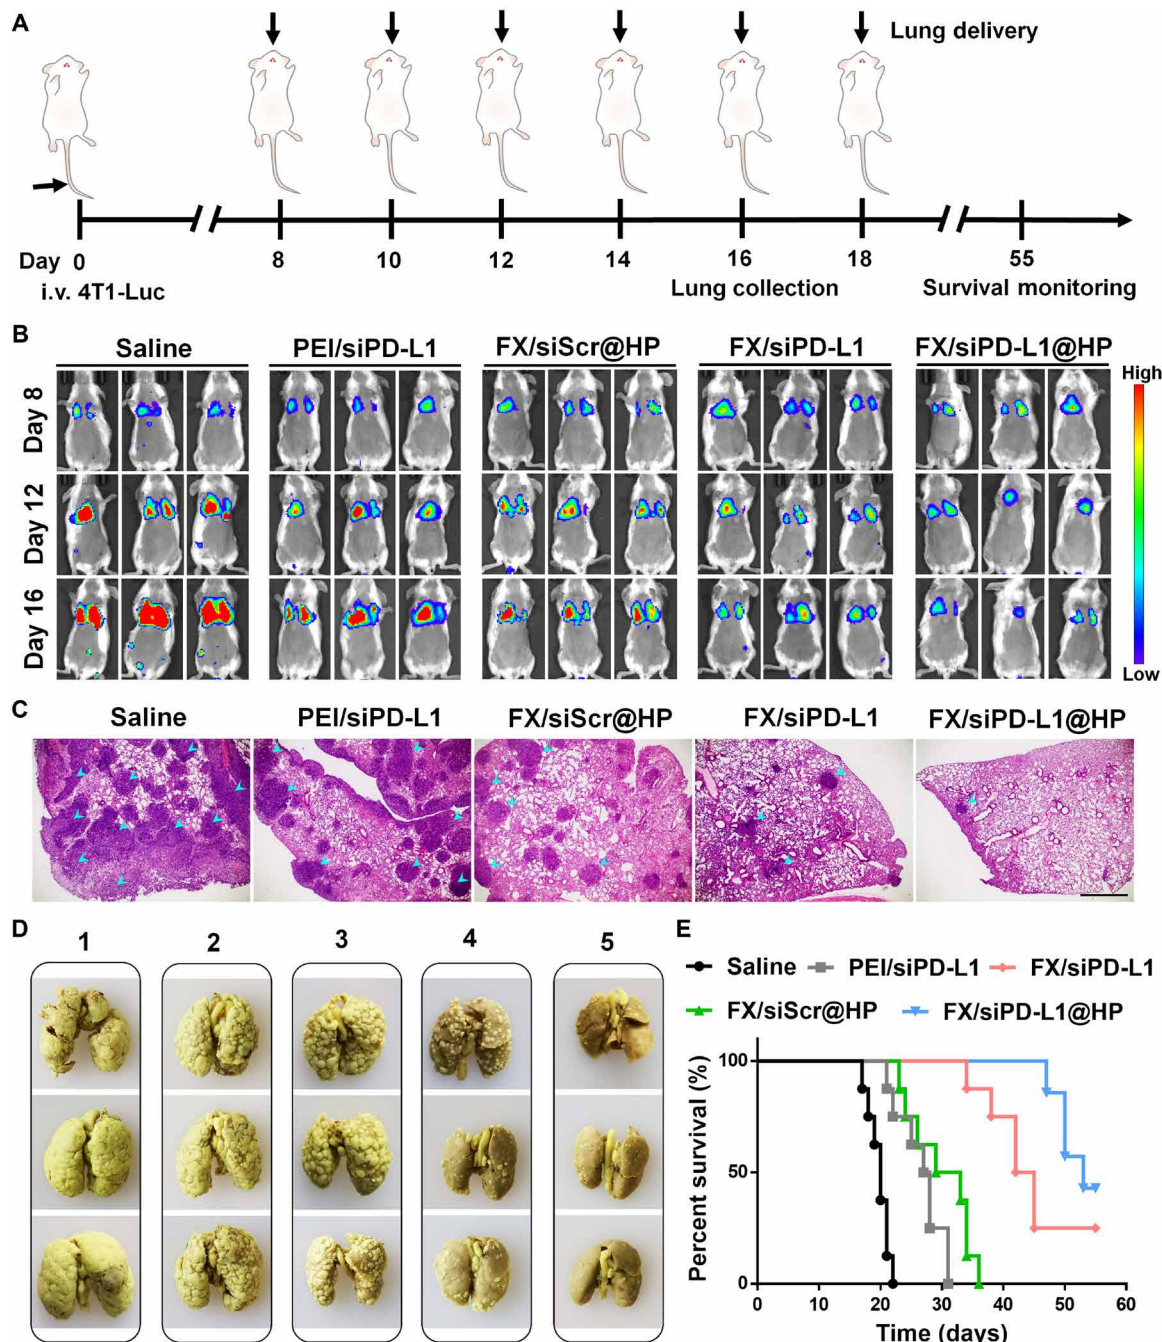 A
Lung delivery
Day 0 8 10 12 14 16 18 55
i.v. 4T1-Luc Lung collection Survival monitoring
B
Saline PEI/siPD-L1 FX/siScr@HP FX/siPD-L1 FX/siPD-L1@HP
High
Day 8
Day 12
Day 16
Low
C
Saline PEI/siPD-L1 FX/siScr@HP FX/siPD-L1 FX/siPD-L1@HP
D
1 2 3 4 5
E
Saline PEI/siPD-L1 FX/siPD-L1
FX/siScr@HP FX/siPD-L1@HP
Percent survival (%)
100
50
0
0 10 20 30 40 50 60
Time (days)